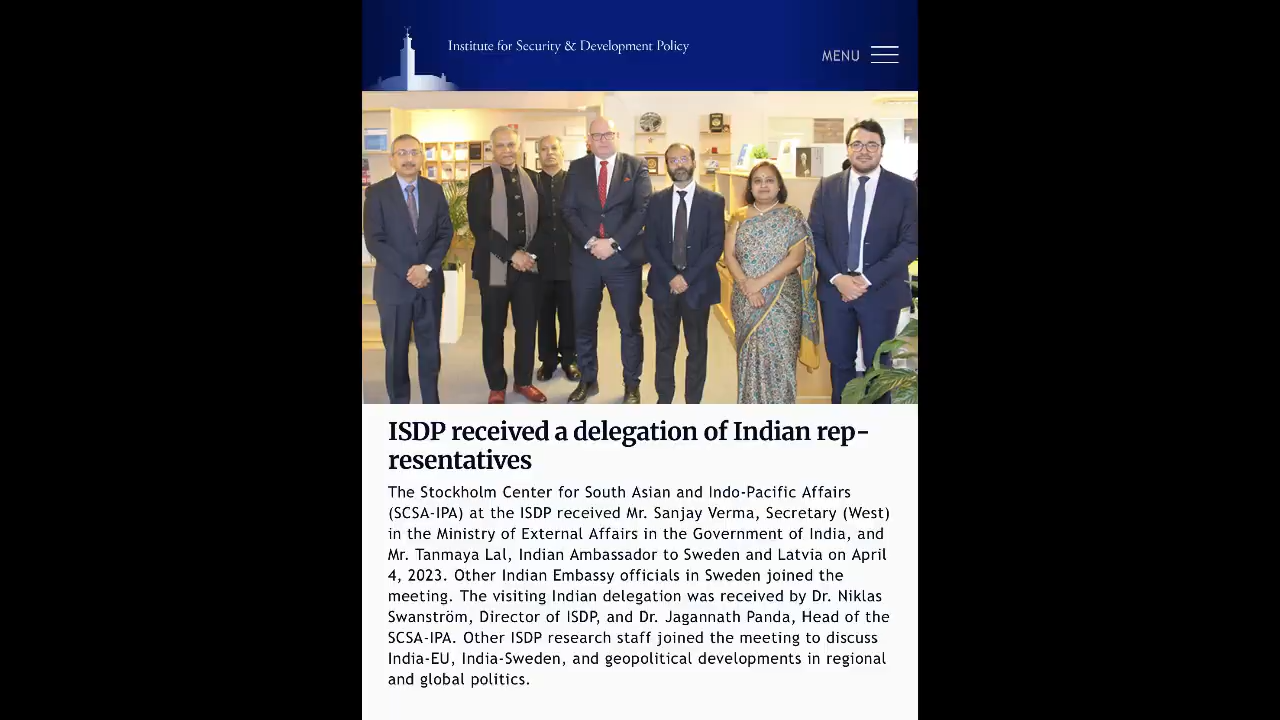 Institute for Security & Development Policy
MENU
ISDP received a delegation of Indian rep-
resentatives
The Stockholm Center for South Asian and Indo-Pacific Affairs
(SCSA-IPA) at the ISDP received Mr. Sanjay Verma, Secretary (West)
in the Ministry of External Affairs in the Government of India, and
Mr. Tanmaya Lal, Indian Ambassador to Sweden and Latvia on April
4, 2023. Other Indian Embassy officials in Sweden joined the
meeting. The visiting Indian delegation was received by Dr. Niklas
Swanström, Director of ISDP, and Dr. Jagannath Panda, Head of the
SCSA-IPA. Other ISDP research staff joined the meeting to discuss
India-EU, India-Sweden, and geopolitical developments in regional
and global politics.